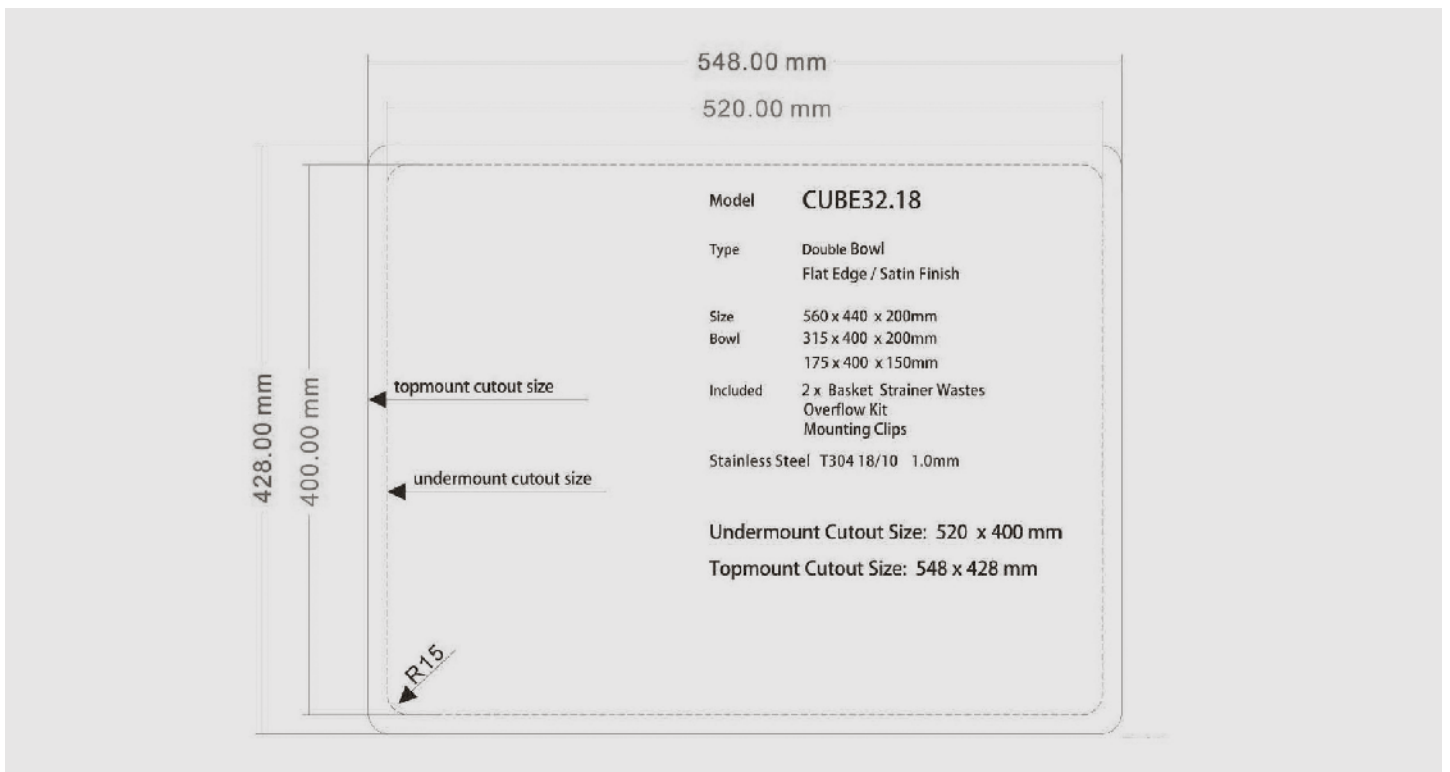 548.00 mm
520.00 mm
Model CUBE32.18
Type Double Bowl
Flat Edge / Satin Finish
Size 560 x 440 x 200mm
Bowl 315 x 400 x 200mm
175 x 400 x 150mm
Included 2 x Basket Strainer Wastes
Overflow Kit
Mounting Clips
Stainless Steel T304 18/10 1.0mm
Undermount Cutout Size: 520 x 400 mm
Topmount Cutout Size: 548 x 428 mm
topmount cutout size
undermount cutout size
428.00 mm
400.00 mm
R15